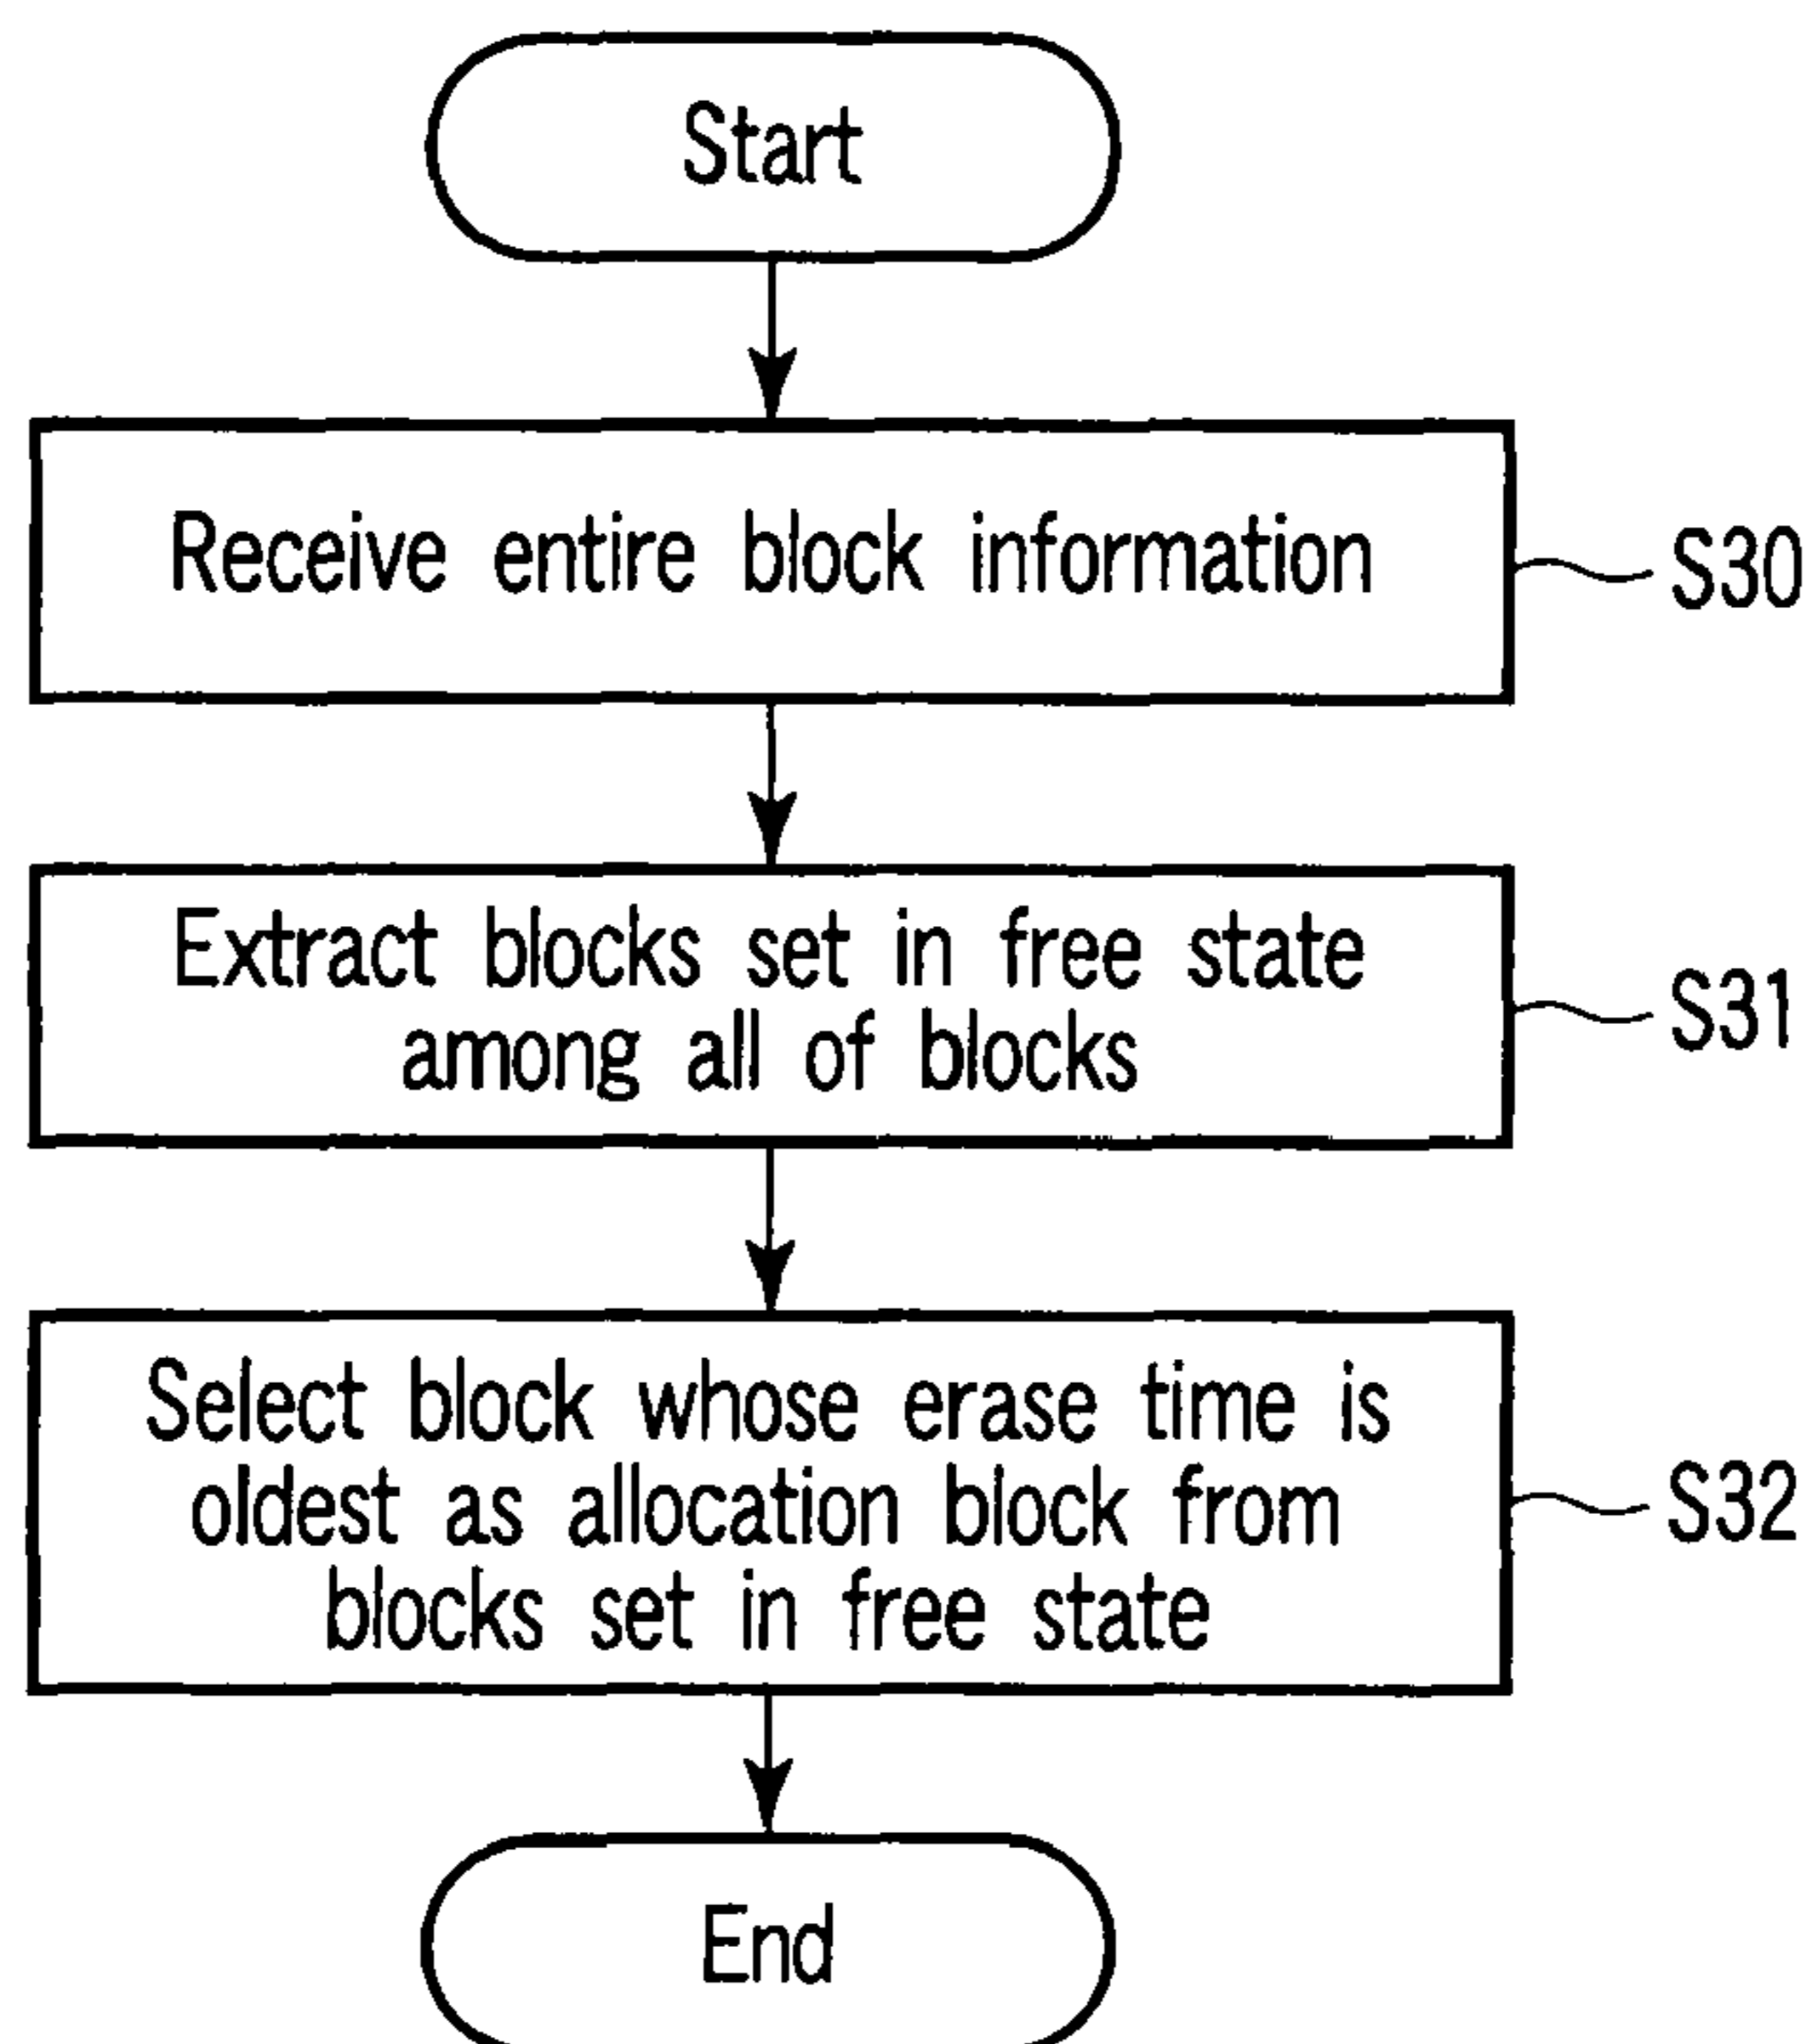 Start
Receive entire block information
S30
Extract blocks set in free state
among all of blocks
S31
Select block whose erase time is
oldest as allocation block from
blocks set in free state
S32
End